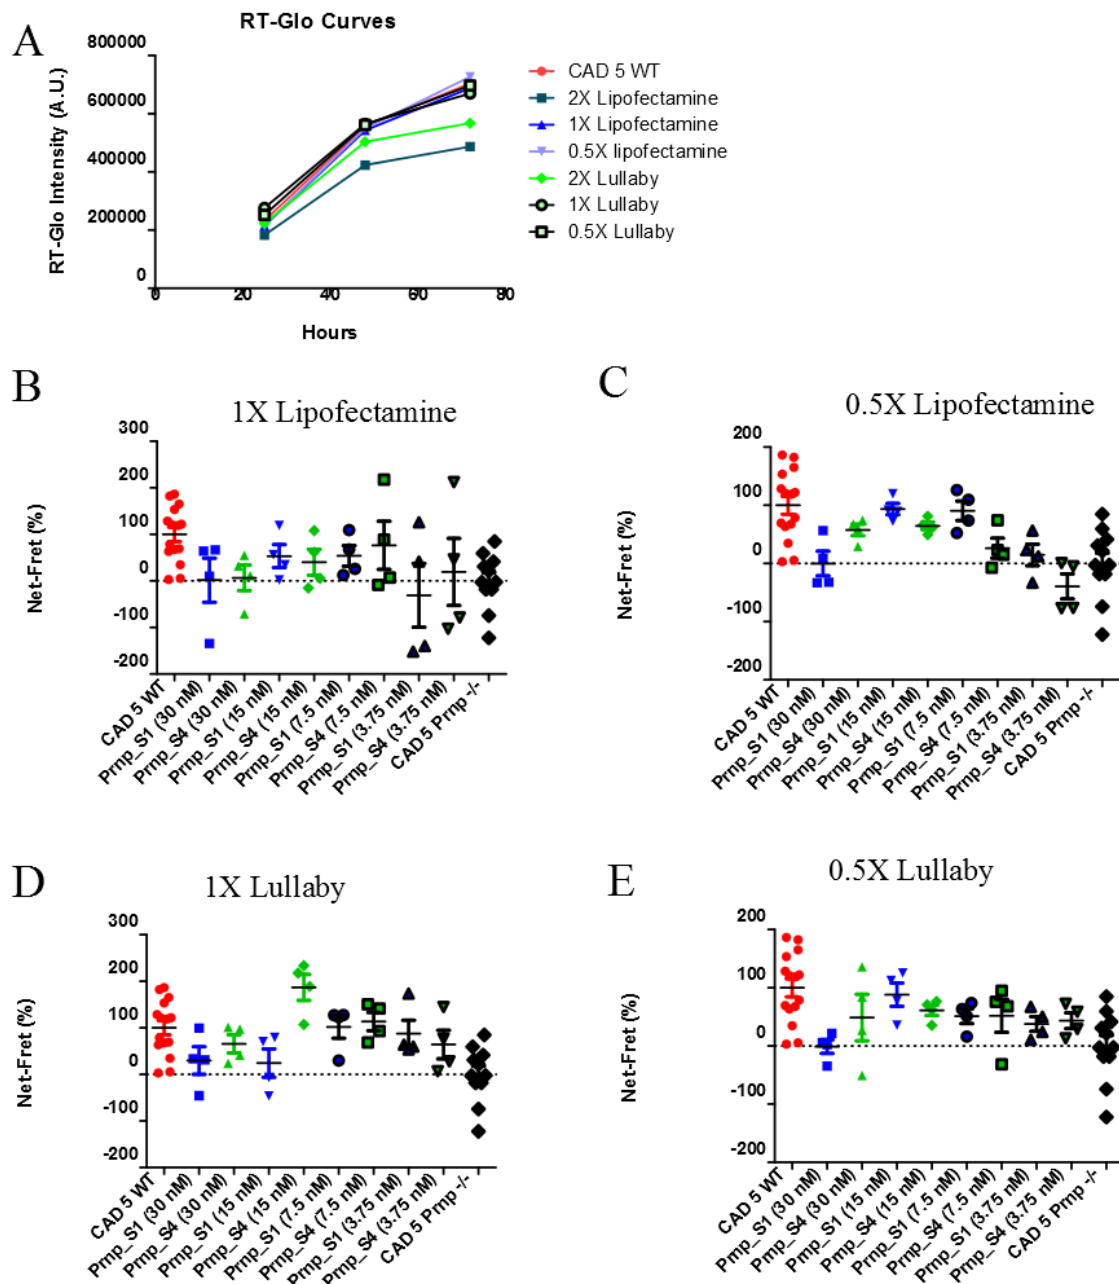 A
RT-Glo Curves
RT-Glo Intensity (A.U.)
800000
600000
400000
200000
0
0
20
40
60
80
Hours
CAD 5 WT
2X Lipofectamine
1X Lipofectamine
0.5X lipofectamine
2X Lullaby
1X Lullaby
0.5X Lullaby
B
1X Lipofectamine
Net-Fret (%)
300
200
100
0
-100
-200
CAD 5 WT
Prnp_S1 (30 nM)
Prnp_S4 (30 nM)
Prnp_S1 (15 nM)
Prnp_S4 (15 nM)
Prnp_S1 (7.5 nM)
Prnp_S4 (7.5 nM)
Prnp_S1 (3.75 nM)
Prnp_S4 (3.75 nM)
CAD 5 Prnp -/-
C
0.5X Lipofectamine
Net-Fret (%)
200
100
0
-100
-200
CAD 5 WT
Prnp_S1 (30 nM)
Prnp_S4 (30 nM)
Prnp_S1 (15 nM)
Prnp_S4 (15 nM)
Prnp_S1 (7.5 nM)
Prnp_S4 (7.5 nM)
Prnp_S1 (3.75 nM)
Prnp_S4 (3.75 nM)
CAD 5 Prnp -/-
D
1X Lullaby
Net-Fret (%)
300
200
100
0
-100
-200
CAD 5 WT
Prnp_S1 (30 nM)
Prnp_S4 (30 nM)
Prnp_S1 (15 nM)
Prnp_S4 (15 nM)
Prnp_S1 (7.5 nM)
Prnp_S4 (7.5 nM)
Prnp_S1 (3.75 nM)
Prnp_S4 (3.75 nM)
CAD 5 Prnp -/-
E
0.5X Lullaby
Net-Fret (%)
200
100
0
-100
-200
CAD 5 WT
Prnp_S1 (30 nM)
Prnp_S4 (30 nM)
Prnp_S1 (15 nM)
Prnp_S4 (15 nM)
Prnp_S1 (7.5 nM)
Prnp_S4 (7.5 nM)
Prnp_S1 (3.75 nM)
Prnp_S4 (3.75 nM)
CAD 5 Prnp -/-